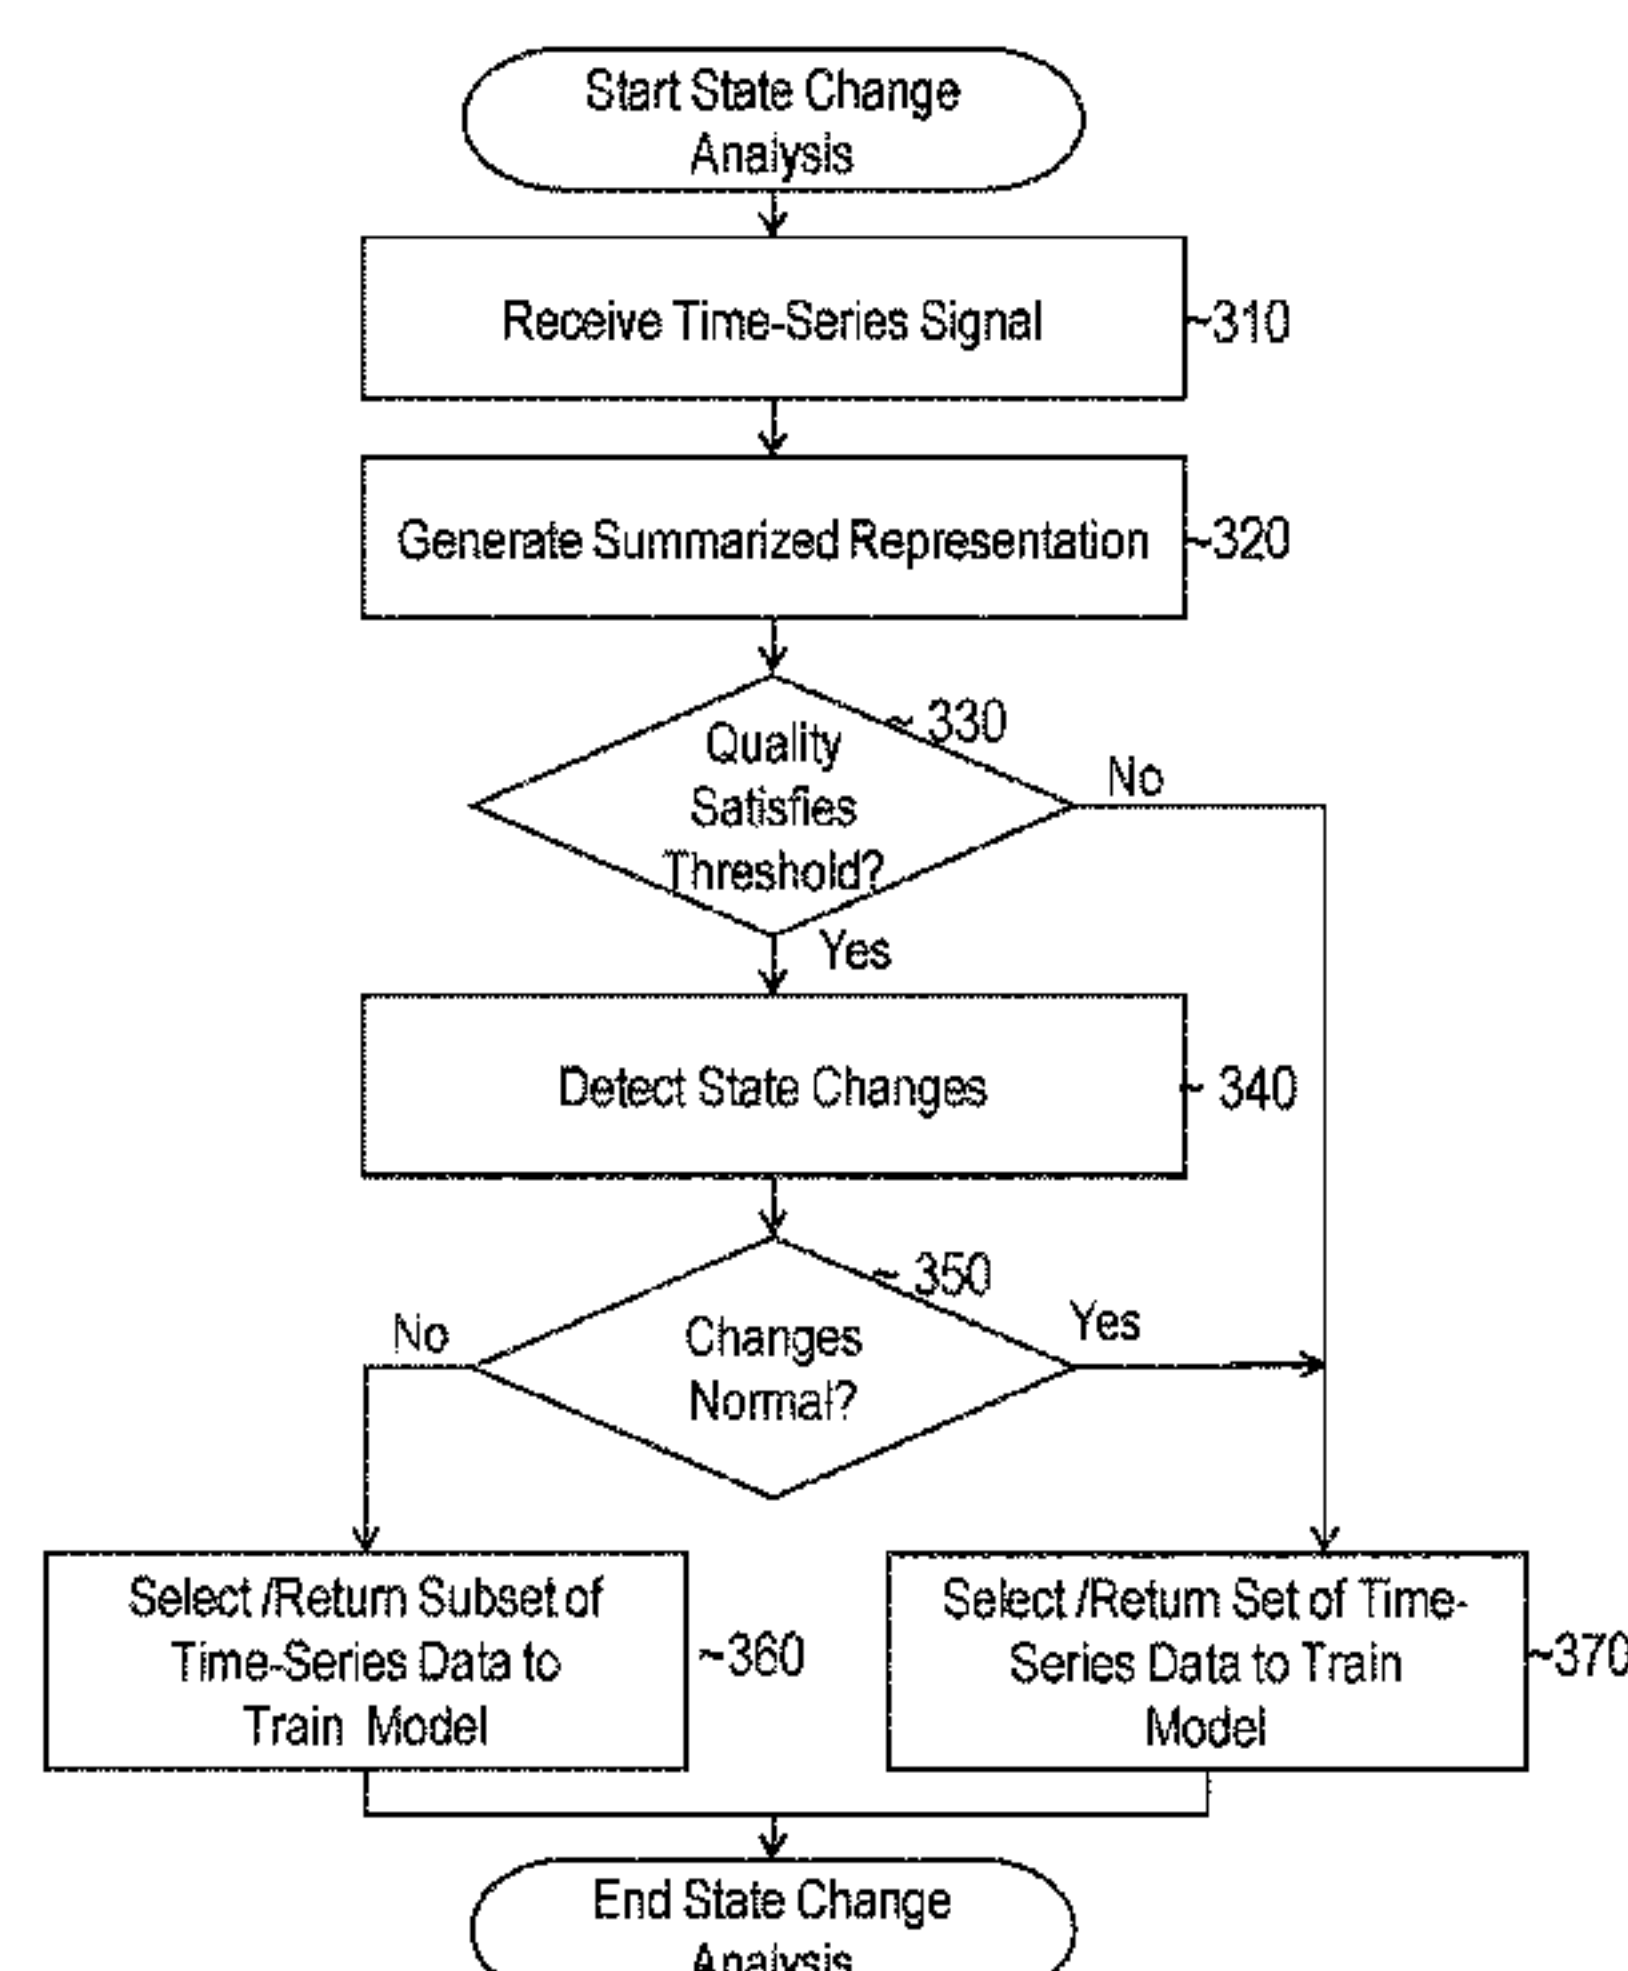 Start State Change
Analysis
Receive Time-Series Signal
~310
Generate Summarized Representation
~320
~ 330
Quality
Satisfies
Threshold?
No
Yes
Detect State Changes
~ 340
~ 350
No
Changes
Normal?
Yes
Select /Return Subset of
Time-Series Data to
Train Model
~360
Select /Return Set of Time-
Series Data to Train
Model
~370
End State Change
Analysis